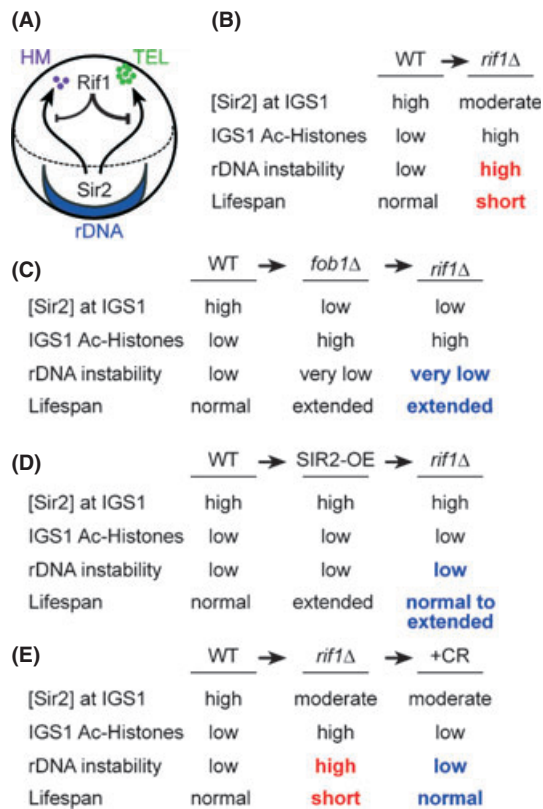 (A)
HM
TEL
Rif1
Sir2
rDNA
(B)
WT → rif1Δ
[Sir2] at IGS1 high moderate
IGS1 Ac-Histones low high
rDNA instability low high
Lifespan normal short
(C)
WT → fob1Δ → rif1Δ
[Sir2] at IGS1 high low low
IGS1 Ac-Histones low high high
rDNA instability low very low very low
Lifespan normal extended extended
(D)
WT → SIR2-OE → rif1Δ
[Sir2] at IGS1 high high high
IGS1 Ac-Histones low low low
rDNA instability low low low
Lifespan normal extended normal to
extended
(E)
WT → rif1Δ → +CR
[Sir2] at IGS1 high moderate moderate
IGS1 Ac-Histones low high low
rDNA instability low high low
Lifespan normal short normal